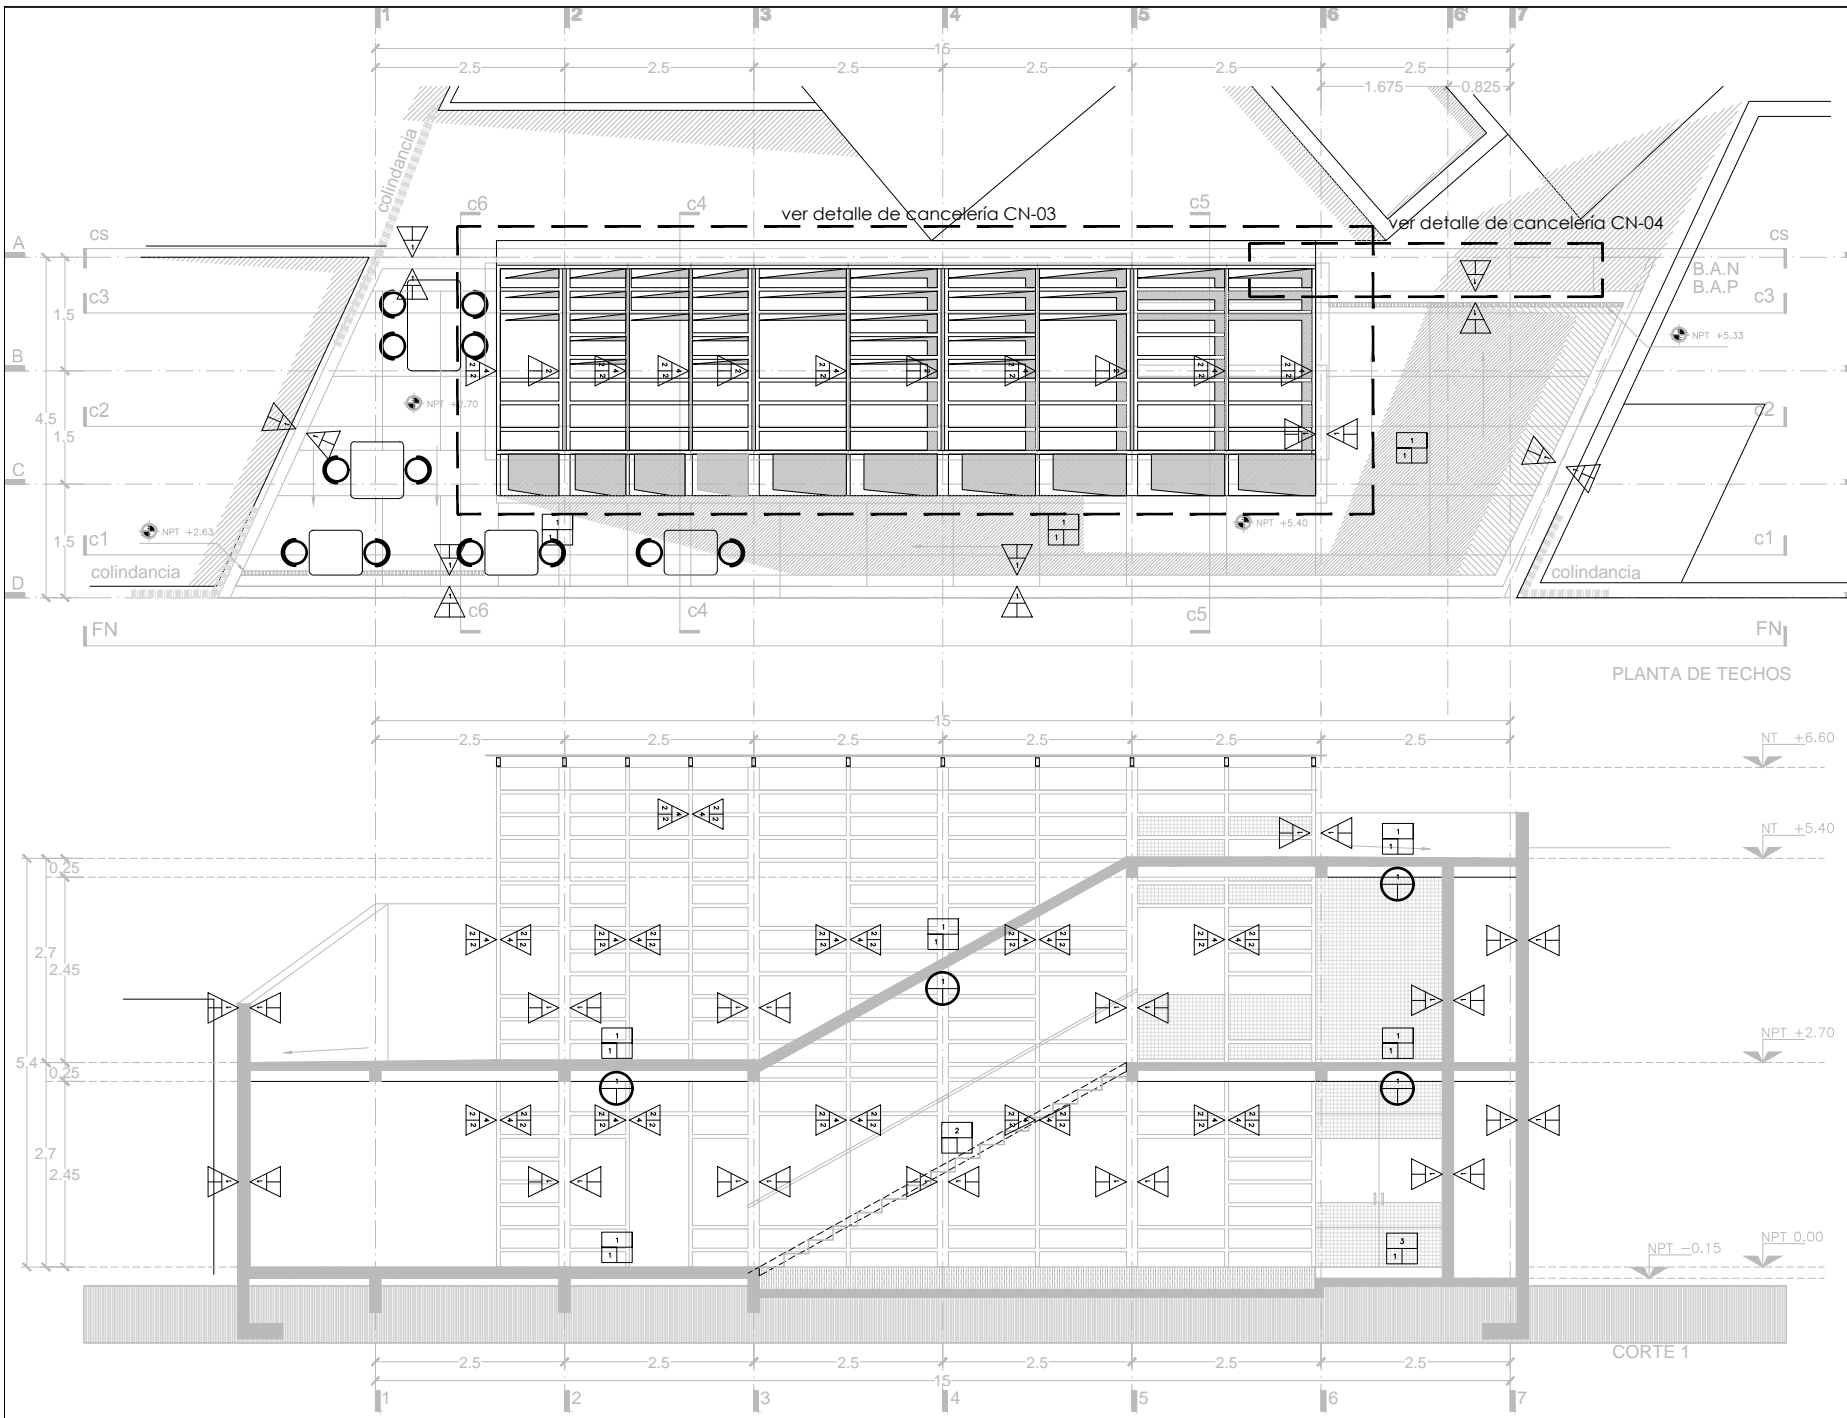 1 2 3 4 5 6 6' 7
15
2.5 2.5 2.5 2.5 2.5 2.5
1.675 0.825
colindancia
c6 c4 c5
ver detalle de cancelería CN-03
ver detalle de cancelería CN-04
A cs cs
B.A.N
B.A.P
c3 c3
1.5
NPT +5.33
B
NPT +2.70
4.5 c2 c2
1.5
C
NPT +2.63
NPT +5.40
1.5 c1 c1
colindancia colindancia
D
c6 c4 c5
FN FN
PLANTA DE TECHOS
15
2.5 2.5 2.5 2.5 2.5 2.5
NT +6.60
NT +5.40
0.25
2.7
2.45
NPT +2.70
5.4
0.25
2.7
2.45
NPT 0.00
NPT -0.15
CORTE 1
2.5 2.5 2.5 2.5 2.5 2.5
15
1 2 3 4 5 6 7